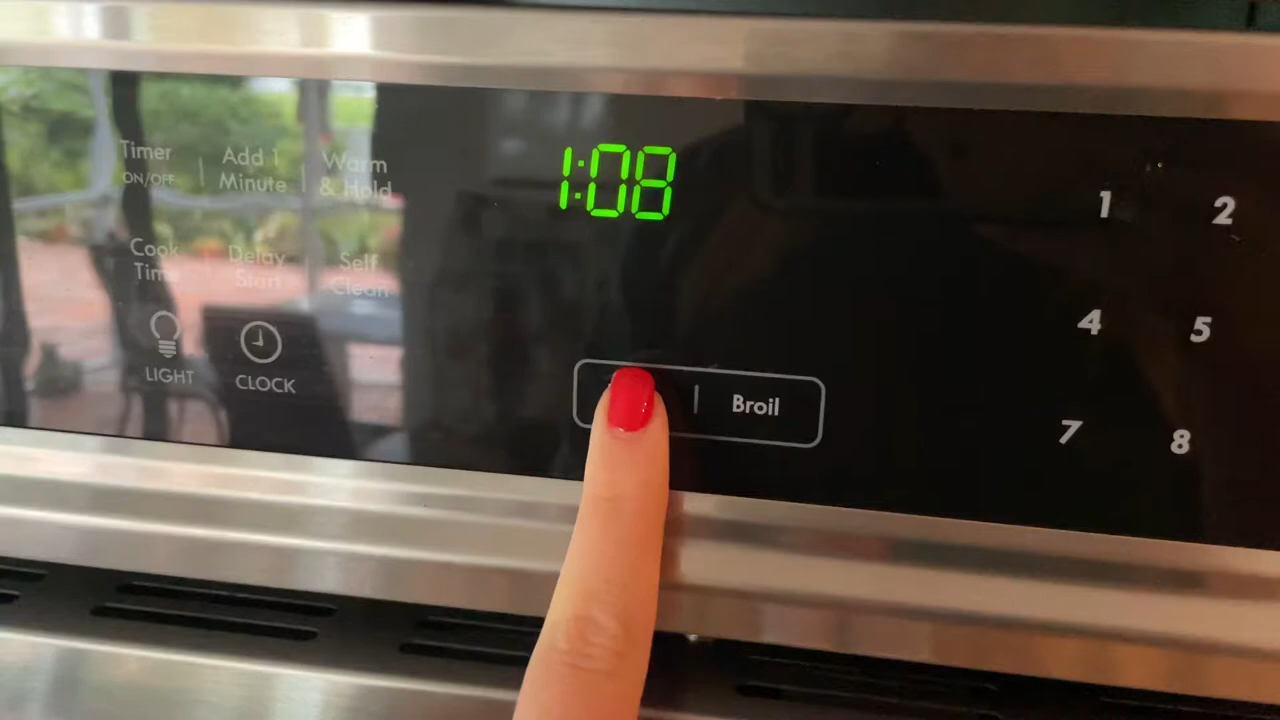 Timer
ON/OFF
Add 1
Minute
Warm
& Hold
1:08
1 2
Cook
Time
Delay
Start
Self
Clean
4 5
LIGHT
CLOCK
Broil
7 8